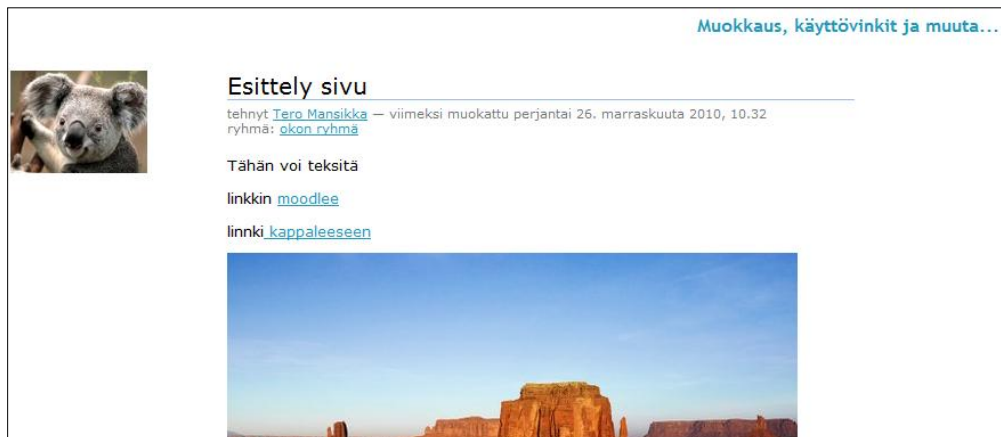 Muokkaus, käyttövinkit ja muuta...
Esittely sivu
tehnyt Tero Mansikka — viimeksi muokattu perjantai 26. marraskuuta 2010, 10.32
ryhmä: okon ryhmä
Tähän voi teksitä
linkkin moodlee
linnki kappaleeseen